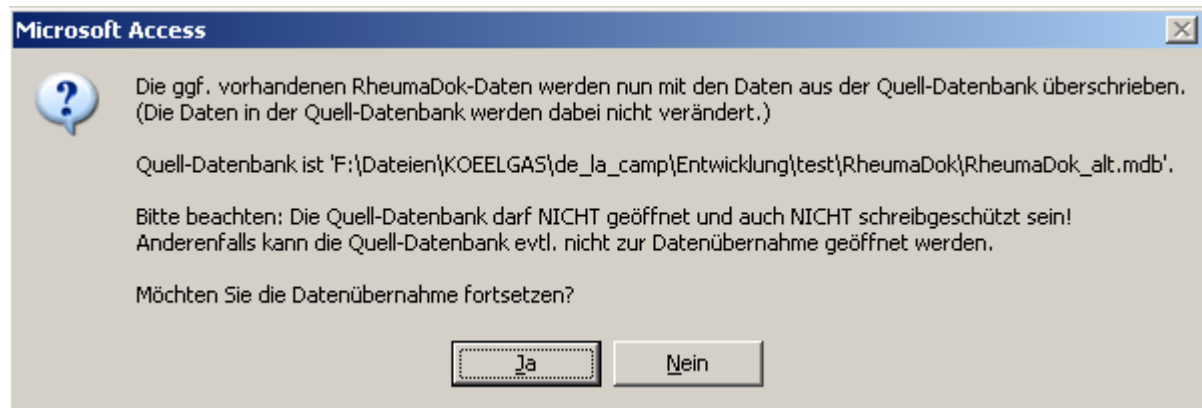 Microsoft Access
Die ggf. vorhandenen RheumaDok-Daten werden nun mit den Daten aus der Quell-Datenbank überschrieben.
(Die Daten in der Quell-Datenbank werden dabei nicht verändert.)
Quell-Datenbank ist 'F:\Dateien\KOEELGAS\de_la_camp\Entwicklung\test\RheumaDok\RheumaDok_alt.mdb'.
Bitte beachten: Die Quell-Datenbank darf NICHT geöffnet und auch NICHT schreibgeschützt sein!
Anderenfalls kann die Quell-Datenbank evtl. nicht zur Datenübernahme geöffnet werden.
Möchten Sie die Datenübernahme fortsetzen?
Ja
Nein